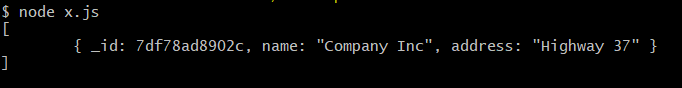 $ node x.js
[
{ _id: 7df78ad8902c, name: "Company Inc", address: "Highway 37" }
]